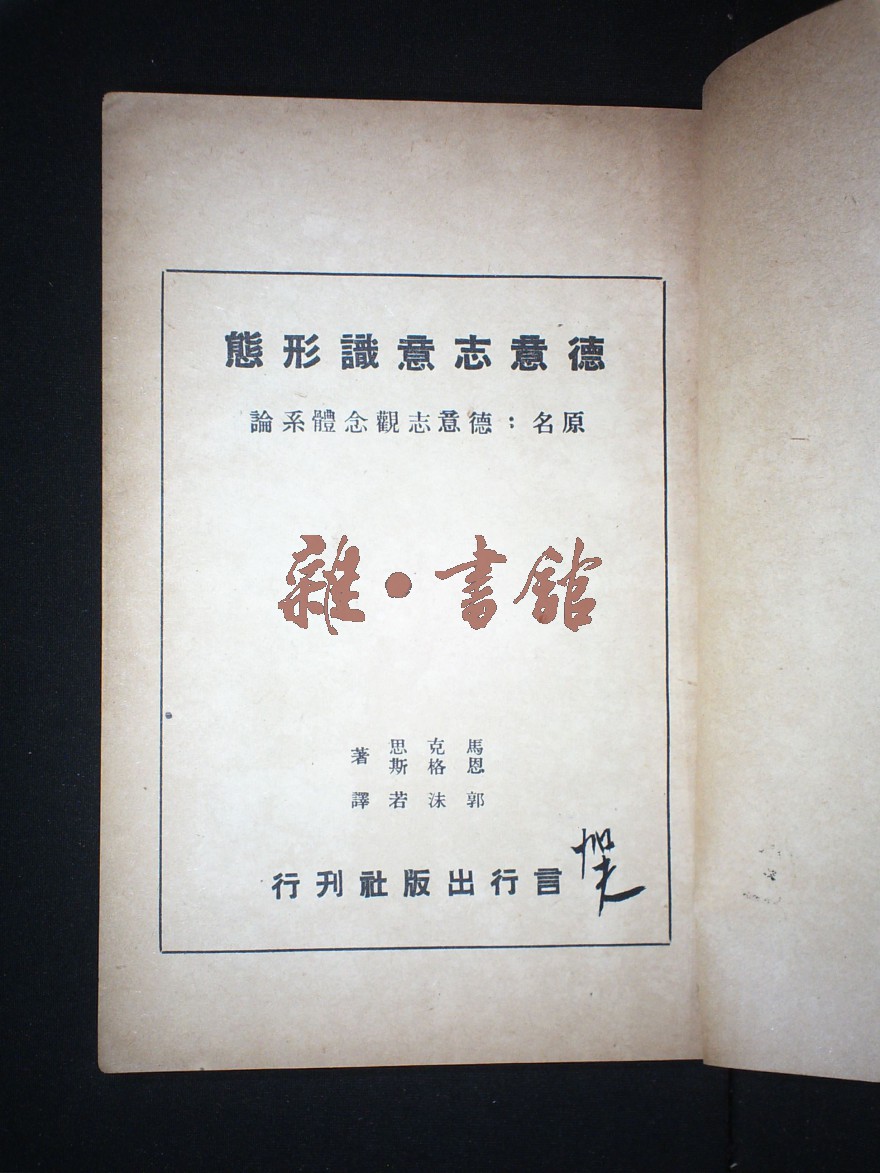 德意志意識形態
原名：德意志觀念體系論
雜·書館
馬克思
恩格斯
著
郭沫若譯
言行出版社刊行